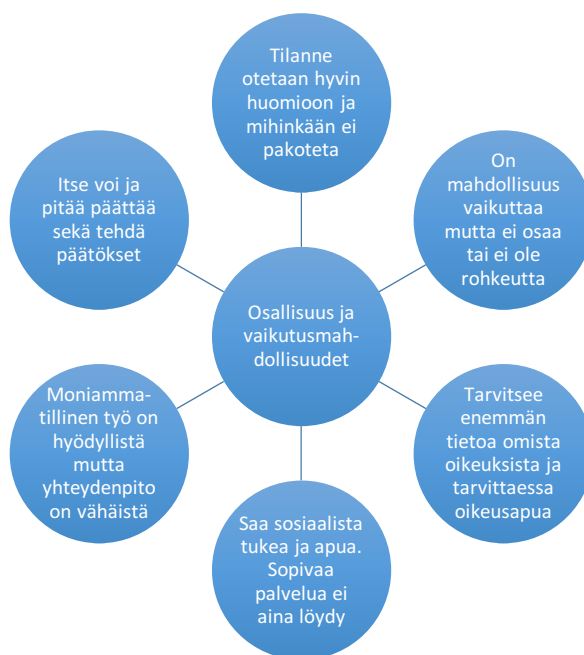 Tilanne
otetaan hyvin
huomioon ja
mihinkään ei
pakoteta
On
mahdollisuus
vaikuttaa
mutta ei osaa
tai ei ole
rohkeutta
Tarvitsee
enemmän
tietoa omista
oikeuksista ja
tarvittaessa
oikeusapua
Saa sosiaalista
tukea ja apua.
Sopivaa
palvelua ei
aina löydy
Moniamma-
tillinen työ on
hyödyllistä
mutta
yhteydenpito
on vähäistä
Itse voi ja
pitää päättää
sekä tehdä
päätökset
Osallisuus ja
vaikutusmah-
dollisuudet